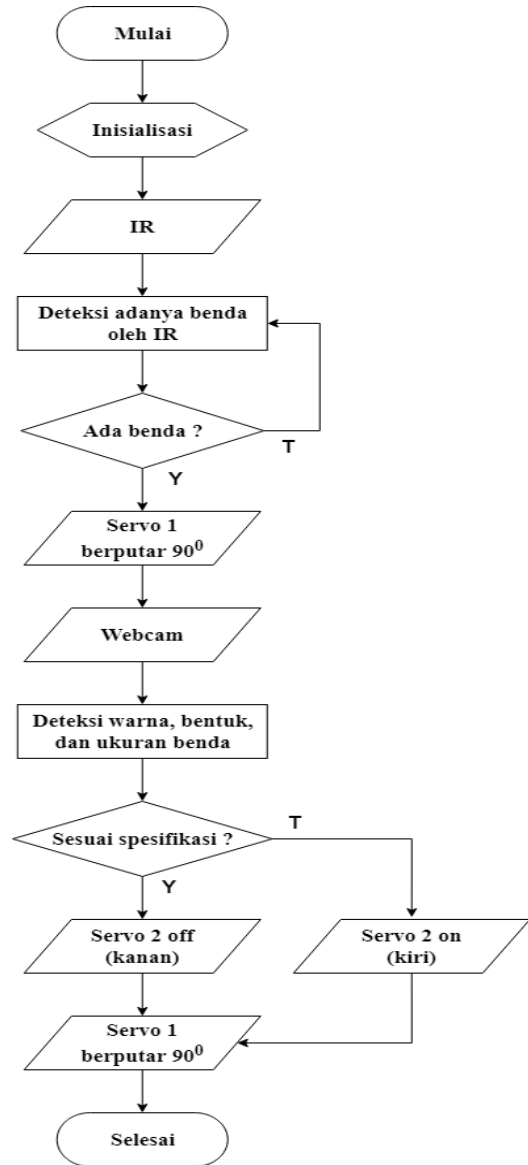 Mulai
Inisialisasi
IR
Deteksi adanya benda
oleh IR
Ada benda ?
T
Y
Servo 1
berputar 90⁰
Webcam
Deteksi warna, bentuk,
dan ukuran benda
Sesuai spesifikasi ?
T
Y
Servo 2 off
(kanan)
Servo 2 on
(kiri)
Servo 1
berputar 90⁰
Selesai